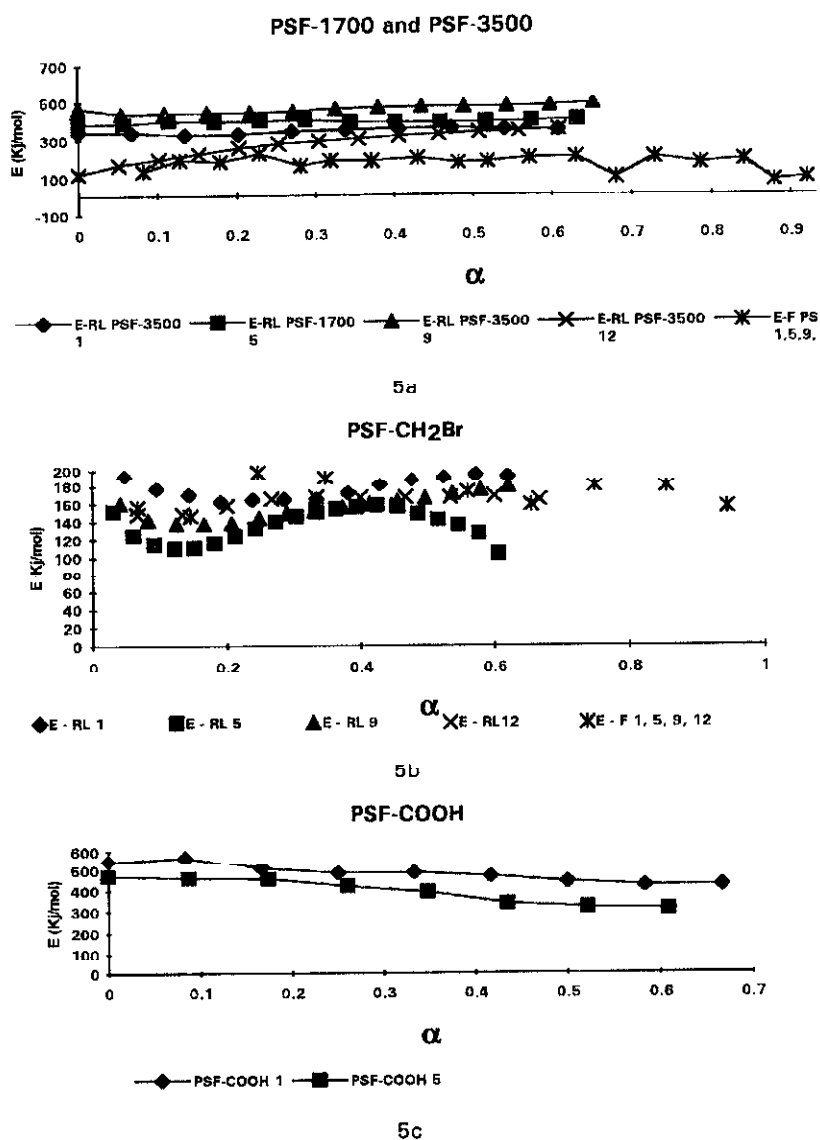 PSF-1700 and PSF-3500
E (Kj/mol)
700
500
300
100
-100
0 0.1 0.2 0.3 0.4 0.5 0.6 0.7 0.8 0.9
α
E-RL PSF-3500 1
E-RL PSF-1700 5
E-RL PSF-3500 9
E-RL PSF-3500 12
E-F PS 1,5,9,
5a
PSF-CH2Br
E Kj/mol)
200
180
160
140
120
100
80
60
40
20
0
0 0.2 0.4 0.6 0.8 1
α
E - RL 1
E - RL 5
E - RL 9
E - RL12
E - F 1, 5, 9, 12
5b
PSF-COOH
E (Kj/mol)
600
500
400
300
200
100
0
0 0.1 0.2 0.3 0.4 0.5 0.6 0.7
α
PSF-COOH 1
PSF-COOH 5
5c